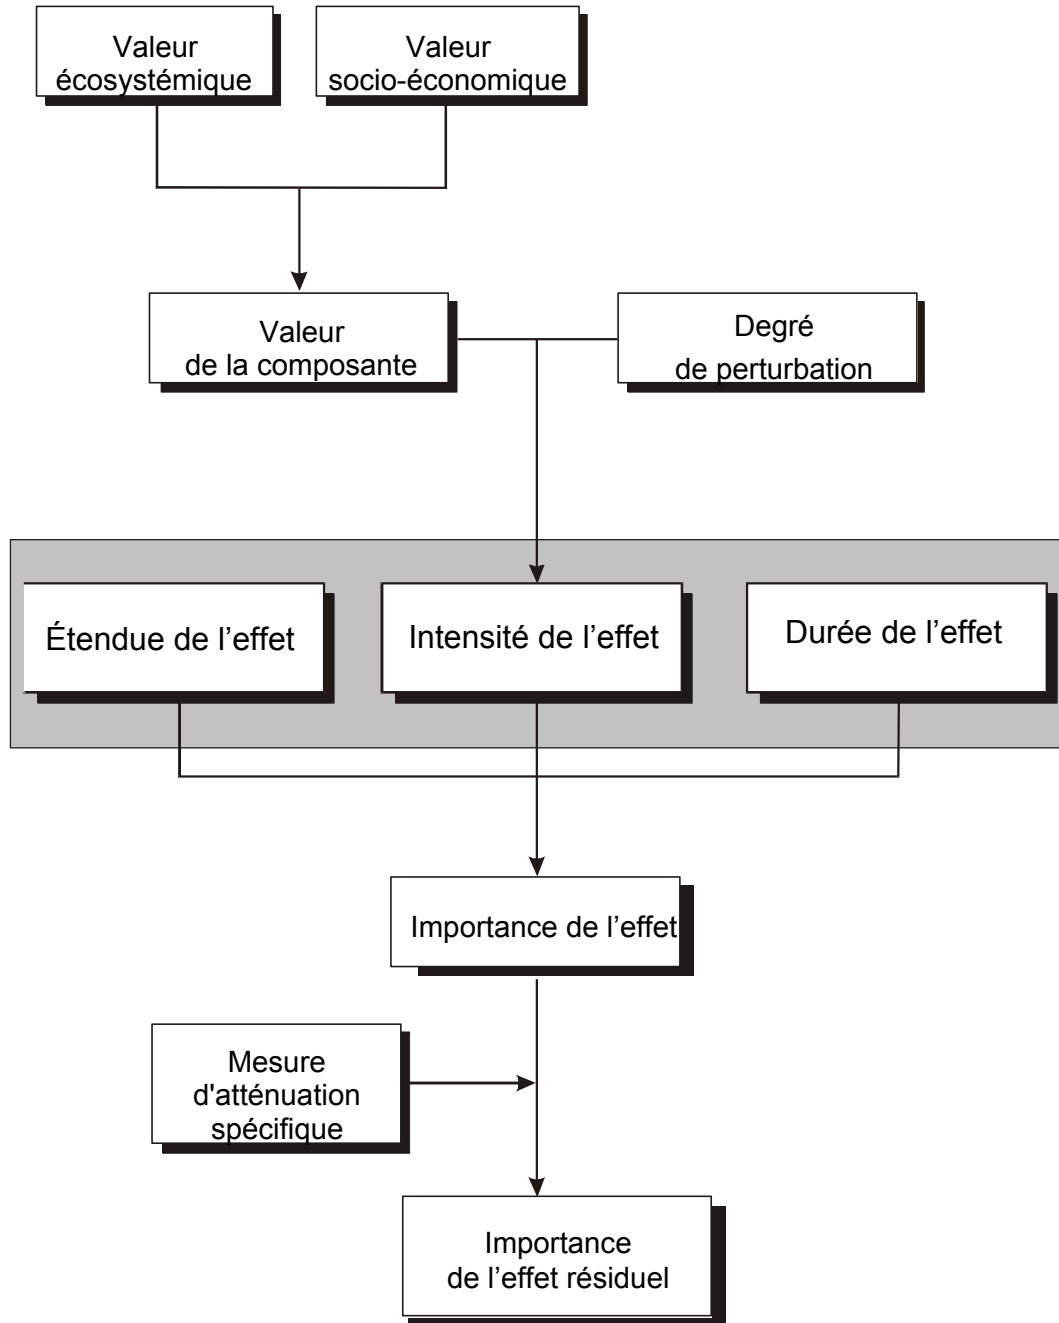 Valeur
écosystémique
Valeur
socio-économique
Valeur
de la composante
Degré
de perturbation
Étendue de l’effet
Intensité de l’effet
Durée de l’effet
Importance de l’effet
Mesure
d'atténuation
spécifique
Importance
de l’effet résiduel